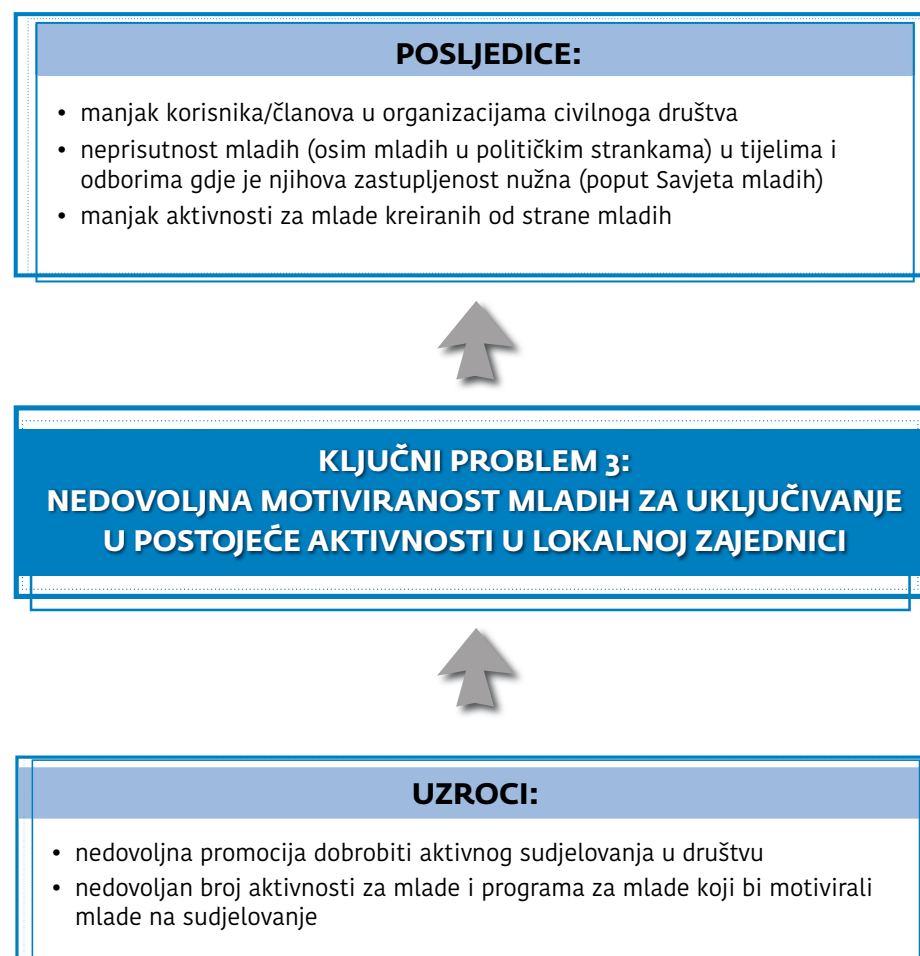 POSLJEDICE:
• manjak korisnika/članova u organizacijama civilnoga društva
• neprisutnost mladih (osim mladih u političkim strankama) u tijelima i
odborima gdje je njihova zastupljenost nužna (poput Savjeta mladih)
• manjak aktivnosti za mlade kreiranih od strane mladih
KLJUČNI PROBLEM 3:
NEDOVOLJNA MOTIVIRANOST MLADIH ZA UKLJUČIVANJE
U POSTOJEĆE AKTIVNOSTI U LOKALNOJ ZAJEDNICI
UZROCI:
• nedovoljna promocija dobrobiti aktivnog sudjelovanja u društvu
• nedovoljan broj aktivnosti za mlade i programa za mlade koji bi motivirali
mlade na sudjelovanje